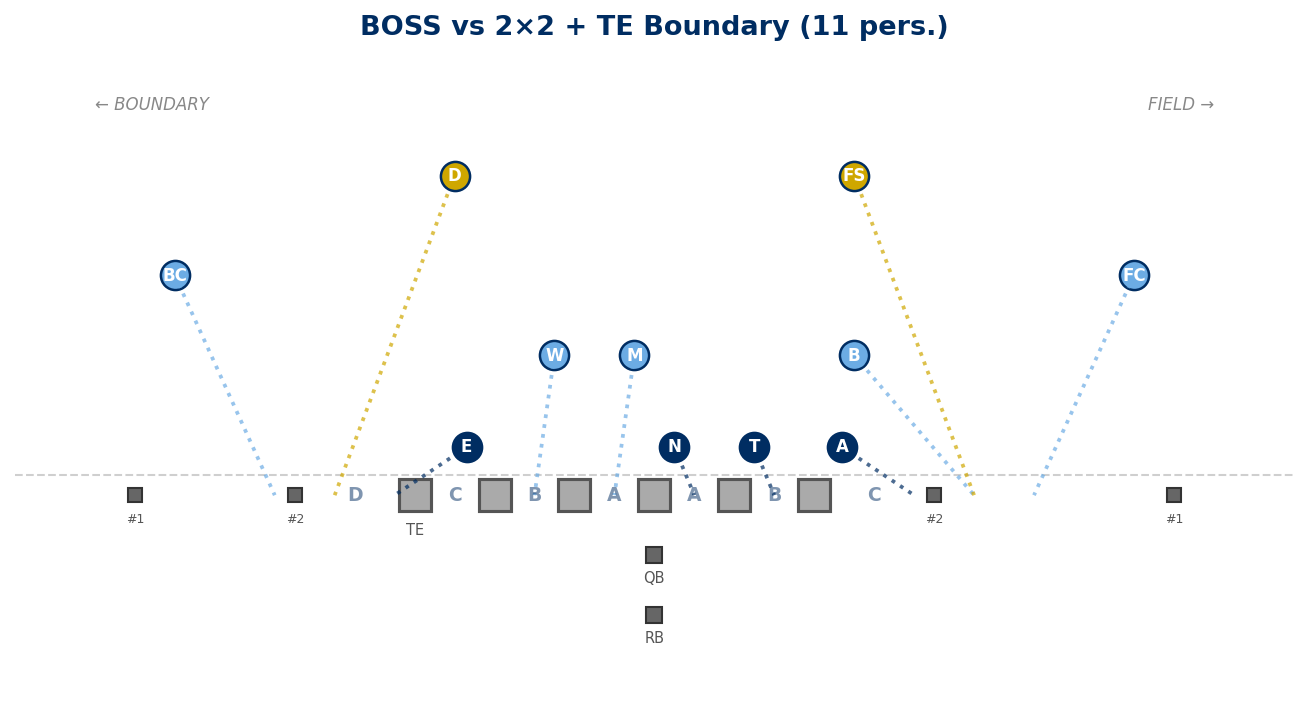 BOSS vs 2×2 + TE Boundary (11 pers.)
← BOUNDARY
FIELD →
D
FS
BC
FC
W
M
B
E
N
T
A
D
C
B
A
A
B
C
#1
#2
TE
#2
#1
QB
RB